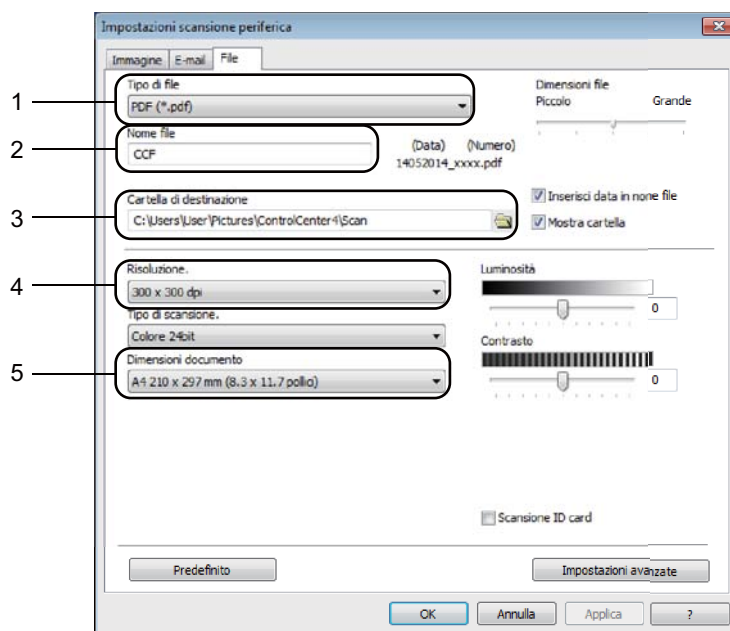 Impostazioni scansione periferica
Immagine E-mail File
Tipo di file
PDF (*.pdf)
Dimensioni file
Piccolo Grande
1
Nome file
CCF
(Data) (Numero)
14052014_xxxx.pdf
2
Cartella di destinazione
C:\Users\User\Pictures\ControlCenter4\Scan
Inserisci data in none file
Mostra cartella
3
Risoluzione.
300 x 300 dpi
Luminosità
0
4
Tipo di scansione.
Colore 24bit
Contrasto
0
Dimensioni documento
A4 210 x 297 mm (8.3 x 11.7 pollici)
5
Scansione ID card
Predefinito
Impostazioni avanzate
OK Annulla Applica ?